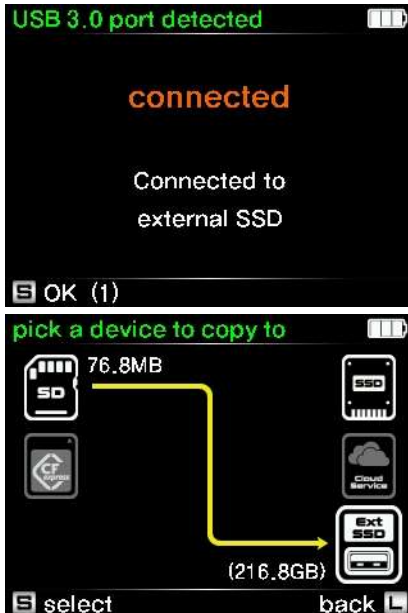 USB 3.0 port detected
connected
Connected to
external SSD
S OK (1)
pick a device to copy to
76.8MB
SD
SSD
CF
express
Cloud
Service
Ext
SSD
(216.8GB)
S select
back L